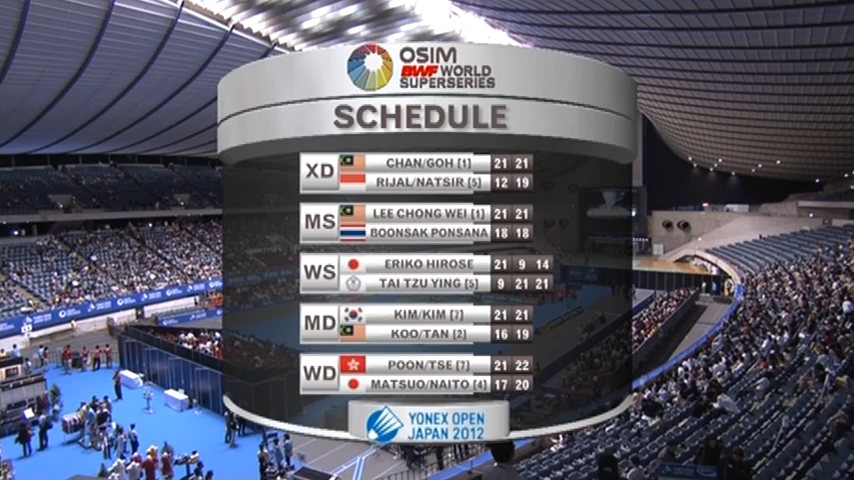 OSIM
BWF WORLD
SUPERSERIES
SCHEDULE
XD
CHAN/GOH [1] 21 21
RIJAL/NATSIR [5] 12 19
MS
LEE CHONG WEI [1] 21 21
BOONSAK PONSANA 18 18
WS
ERIKO HIROSE 21 9 14
TAI TZU YING [5] 9 21 21
MD
KIM/KIM [7] 21 21
KOO/TAN [2] 16 19
WD
POON/TSE [7] 21 22
MATSUO/NAITO [4] 17 20
YONEX OPEN
JAPAN 2012